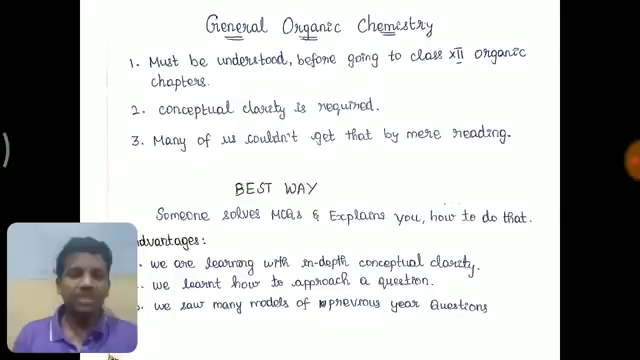 General Organic Chemistry
1. Must be understood, before going to class XII organic
chapters.
2. conceptual clarity is required.
3. Many of us couldn't get that by mere reading.
BEST WAY
Someone solves MCQs & Explains you, how to do that.
dvantages:
we are learning with in-depth conceptual clarity.
we learnt how to approach a question.
we saw many models of previous year Questions